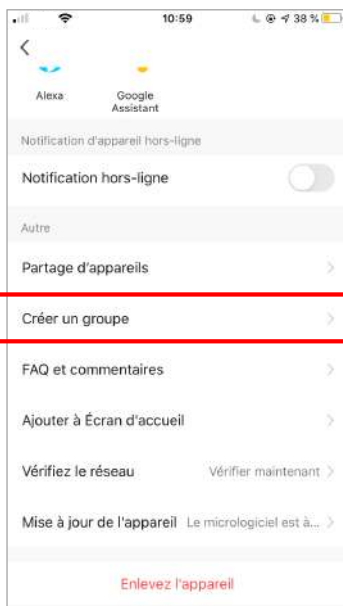 10:59
38 %
Alexa
Google
Assistant
Notification d'appareil hors-ligne
Notification hors-ligne
Autre
Partage d'appareils
Créer un groupe
FAQ et commentaires
Ajouter à Écran d'accueil
Vérifiez le réseau Vérifier maintenant
Mise à jour de l'appareil Le micrologiciel est à...
Enlevez l'appareil